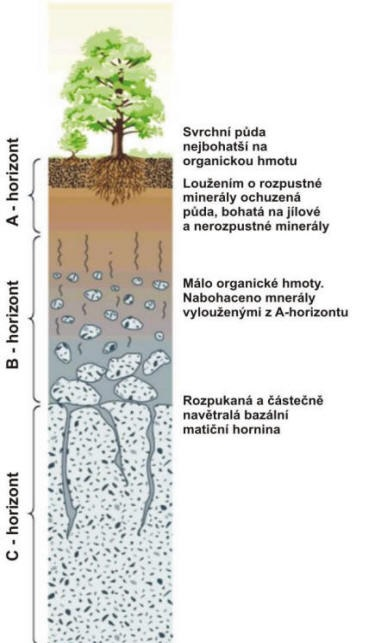 A - horizont
Svrchní půda
nejbohatší na
organickou hmotu
Loužením o rozpustné
minerály ochuzená
půda, bohatá na jílové
a nerozpustné minerály
B - horizont
Málo organické hmoty.
Nabohaceno mnerály
vylouženými z A-horizontu
C - horizont
Rozpukaná a částečně
navětralá bazální
matiční hornina